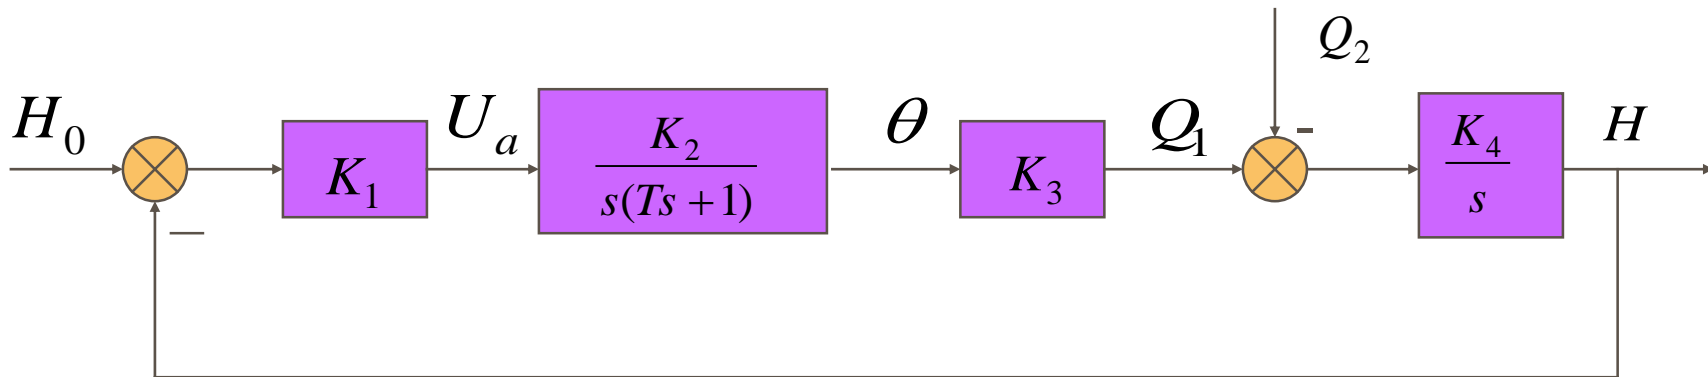 H₀
−
K₁
Uₐ
K₂
s(Ts + 1)
θ
K₃
Q₁
Q₂
-
K₄
s
H